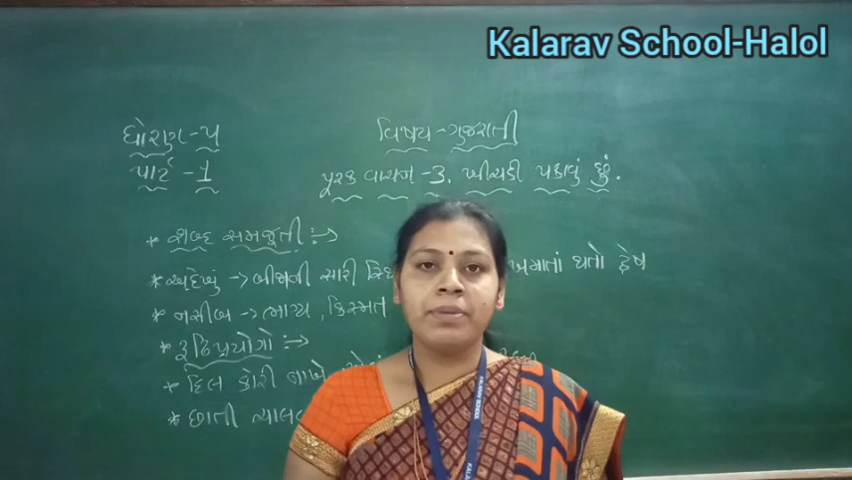 Kalarav School-Halol
ધોરણ-૫ વિષય-ગુજરાતી
પાર્ટ -1 પૂરક વાચન -3. ખીચડી પકાવું છું.
* શબ્દ સમજૂતી :->
* અદેખું -> બીજાની સારી થતો દ્વેષ
* નસીબ -> ભાગ્ય, કિસ્મત
* રૂઢિપ્રયોગો :->
* દિલ કોરી નાખે
* છાતી